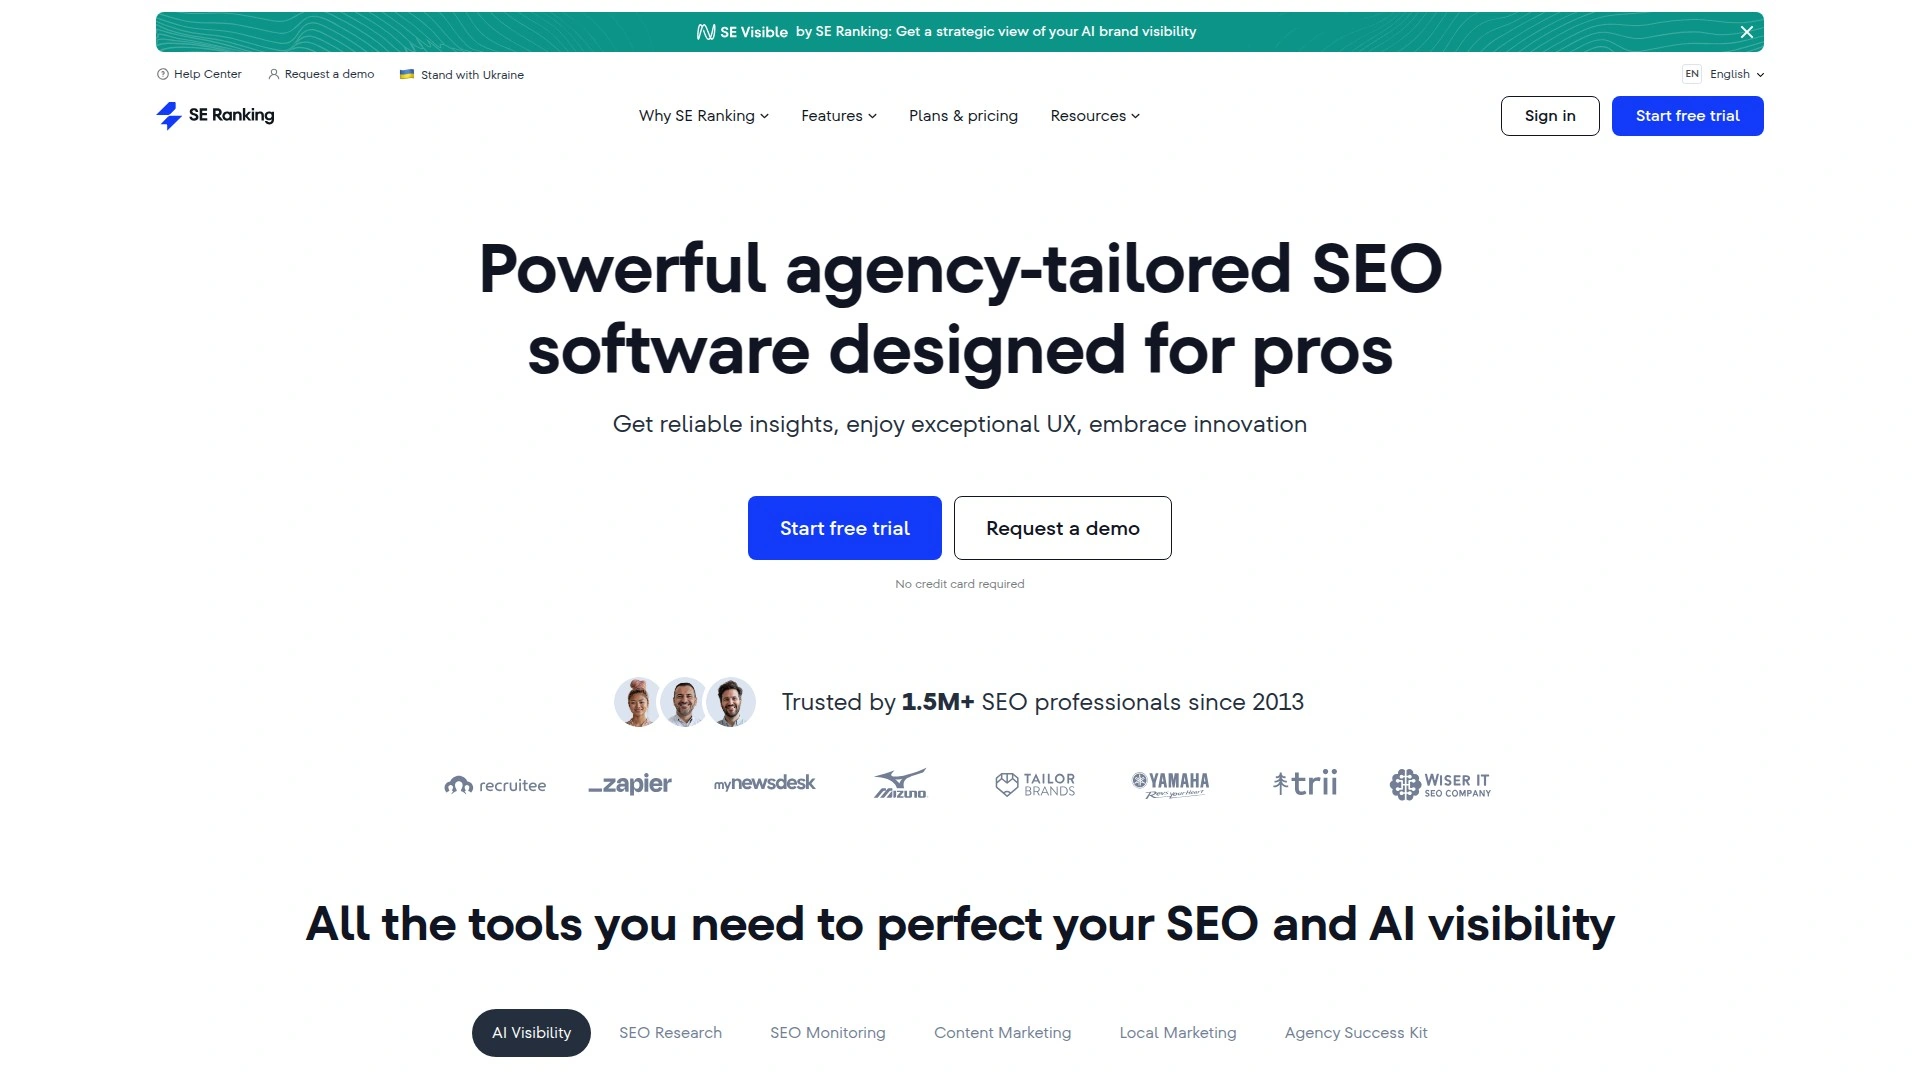 SE Visible by SE Ranking: Get a strategic view of your AI brand visibility
Help Center
Request a demo
Stand with Ukraine
EN English
SE Ranking
Why SE Ranking
Features
Plans & pricing
Resources
Sign in
Start free trial
Powerful agency-tailored SEO
software designed for pros
Get reliable insights, enjoy exceptional UX, embrace innovation
Start free trial
Request a demo
No credit card required
Trusted by 1.5M+ SEO professionals since 2013
recruitee
_zapier
mynewsdesk
MIZUNO
TAILOR
BRANDS
YAMAHA
Revs Your Heart
trii
WISER IT
SEO COMPANY
All the tools you need to perfect your SEO and AI visibility
AI Visibility
SEO Research
SEO Monitoring
Content Marketing
Local Marketing
Agency Success Kit